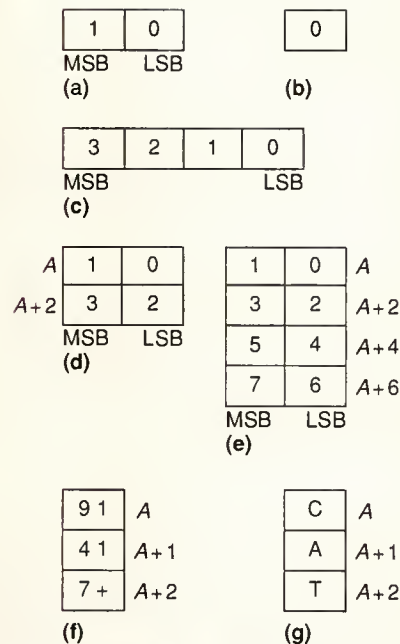 1 0 0
MSB LSB
(a) (b)
3 2 1 0
MSB LSB
(c)
A 1 0 1 0 A
A+2 3 2 3 2 A+2
MSB LSB 5 4 A+4
(d) 7 6 A+6
MSB LSB
(e)
9 1 A C A
4 1 A+1 A A+1
7 + A+2 T A+2
(f) (g)